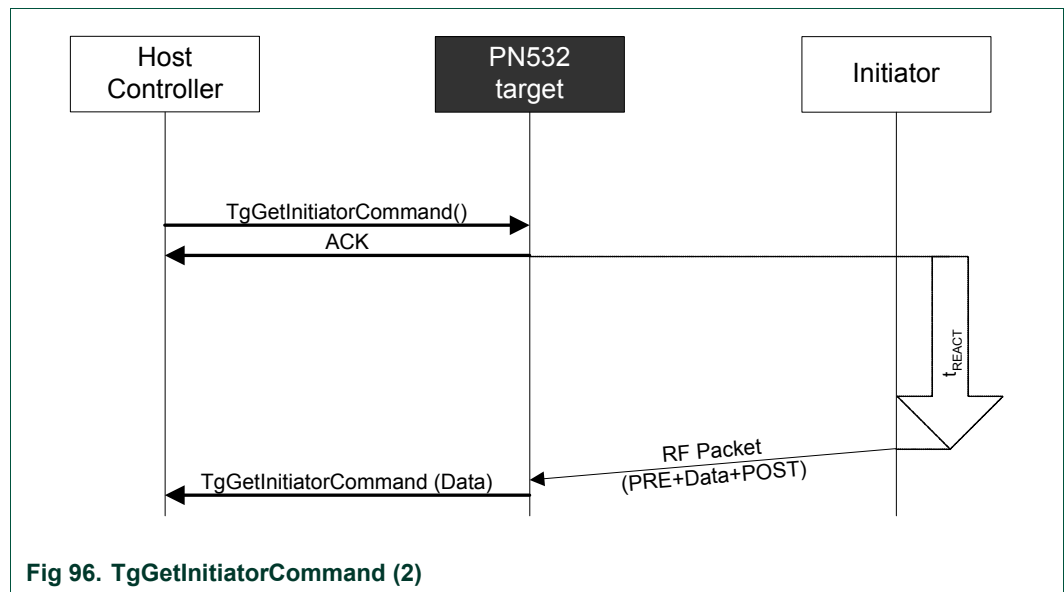 Host
Controller
PN532
target
Initiator
TgGetInitiatorCommand()
ACK
tREACT
RF Packet
(PRE+Data+POST)
TgGetInitiatorCommand (Data)
Fig 96. TgGetInitiatorCommand (2)